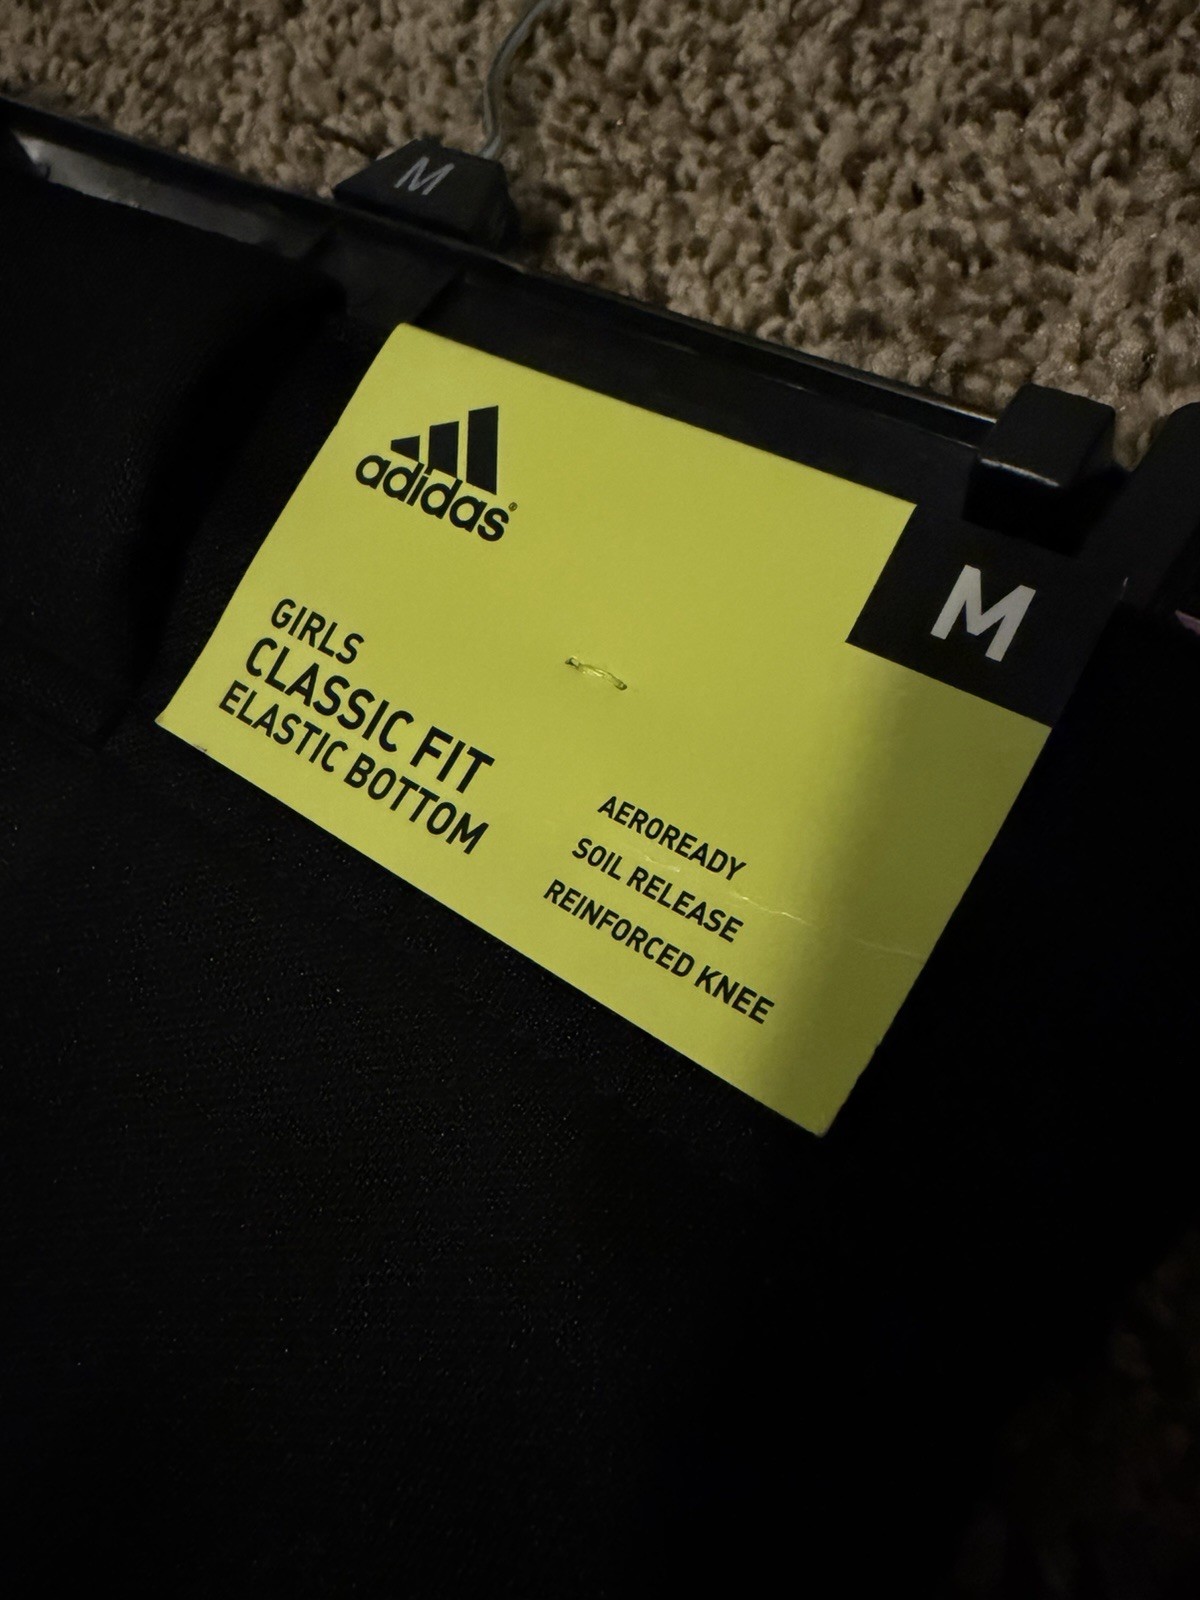 M
adidas®
M
GIRLS
CLASSIC FIT
ELASTIC BOTTOM
AEROREADY
SOIL RELEASE
REINFORCED KNEE